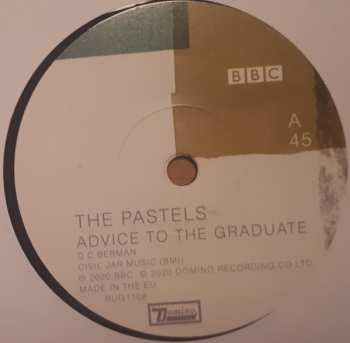 BBC
A
45
THE PASTELS
ADVICE TO THE GRADUATE
D C BERMAN
CIVIL JAR MUSIC (BMI)
℗ 2020 BBC © 2020 DOMINO RECORDING CO LTD
MADE IN THE EU
RUG1108
Domino